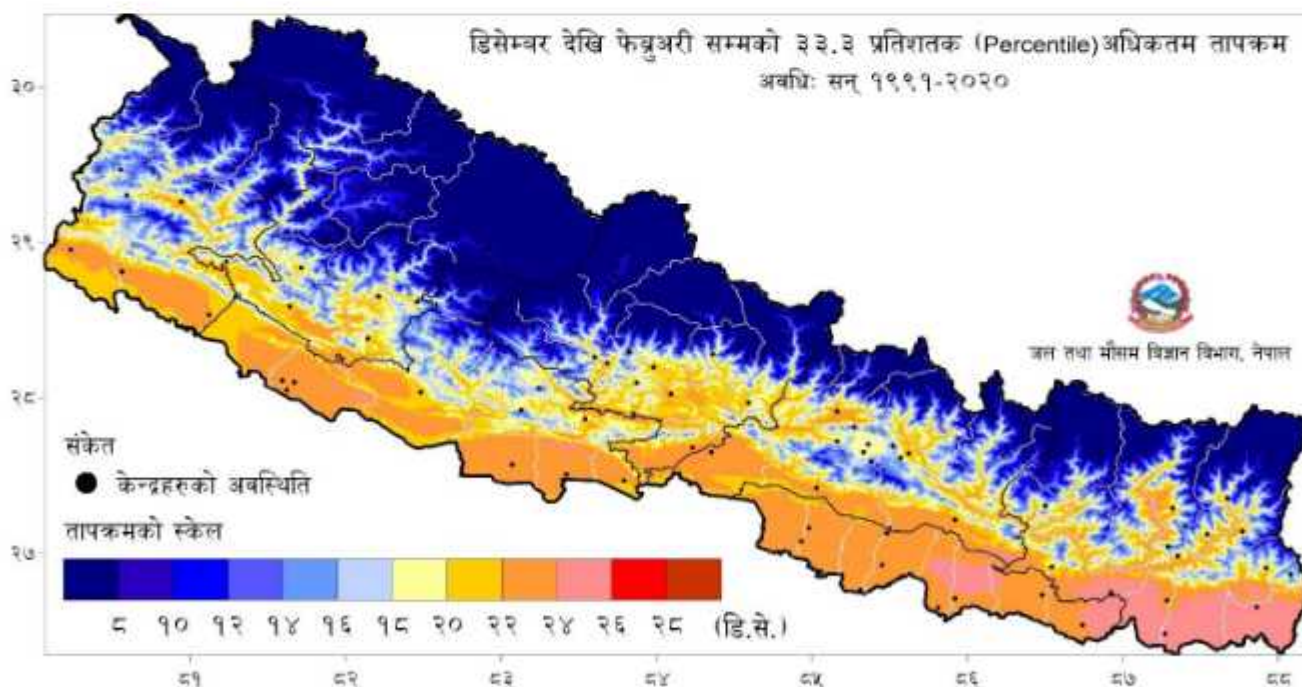 डिसेम्बर देखि फेब्रुअरी सम्मको ३३.३ प्रतिशतक (Percentile) अधिकतम तापक्रम
अवधिः सन् १९९१-२०२०
३०
२९
२८
२७
जल तथा मौसम विज्ञान विभाग, नेपाल
संकेत
केन्द्रहरुको अवस्थिति
तापक्रमको स्केल
८ १० १२ १४ १६ १८ २० २२ २४ २६ २८ (डि.से.)
८१ ८२ ८३ ८४ ८५ ८६ ८७ ८८